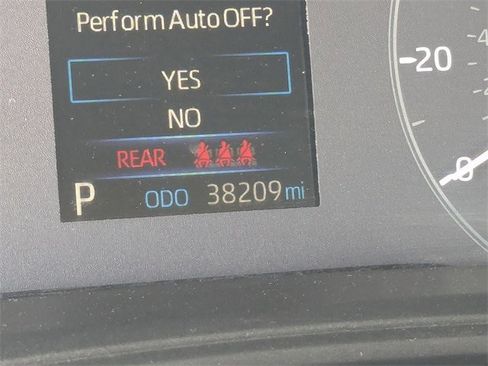 Perform Auto OFF?
YES
NO
REAR
P ODO 38209 mi
20
0